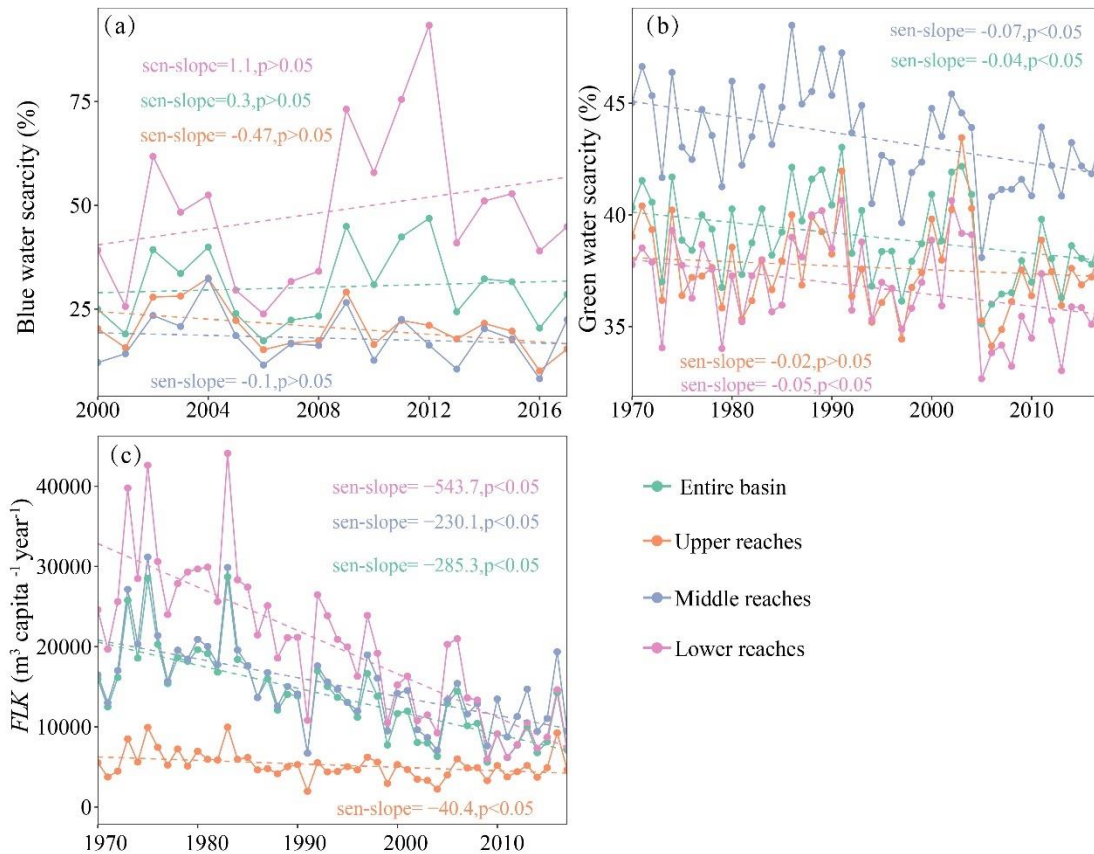 (a)
Blue water scarcity (%)
75
50
25
sen-slope=1.1,p>0.05
sen-slope=0.3,p>0.05
sen-slope= -0.47,p>0.05
sen-slope= -0.1,p>0.05
2000 2004 2008 2012 2016
(b)
Green water scarcity (%)
45
40
35
sen-slope= -0.07,p<0.05
sen-slope= -0.04,p<0.05
sen-slope= -0.02,p>0.05
sen-slope= -0.05,p<0.05
1970 1980 1990 2000 2010
(c)
FLK (m³ capita ⁻¹ year⁻¹)
40000
30000
20000
10000
0
sen-slope= −543.7,p<0.05
sen-slope= −230.1,p<0.05
sen-slope= −285.3,p<0.05
sen-slope= −40.4,p<0.05
1970 1980 1990 2000 2010
Entire basin
Upper reaches
Middle reaches
Lower reaches